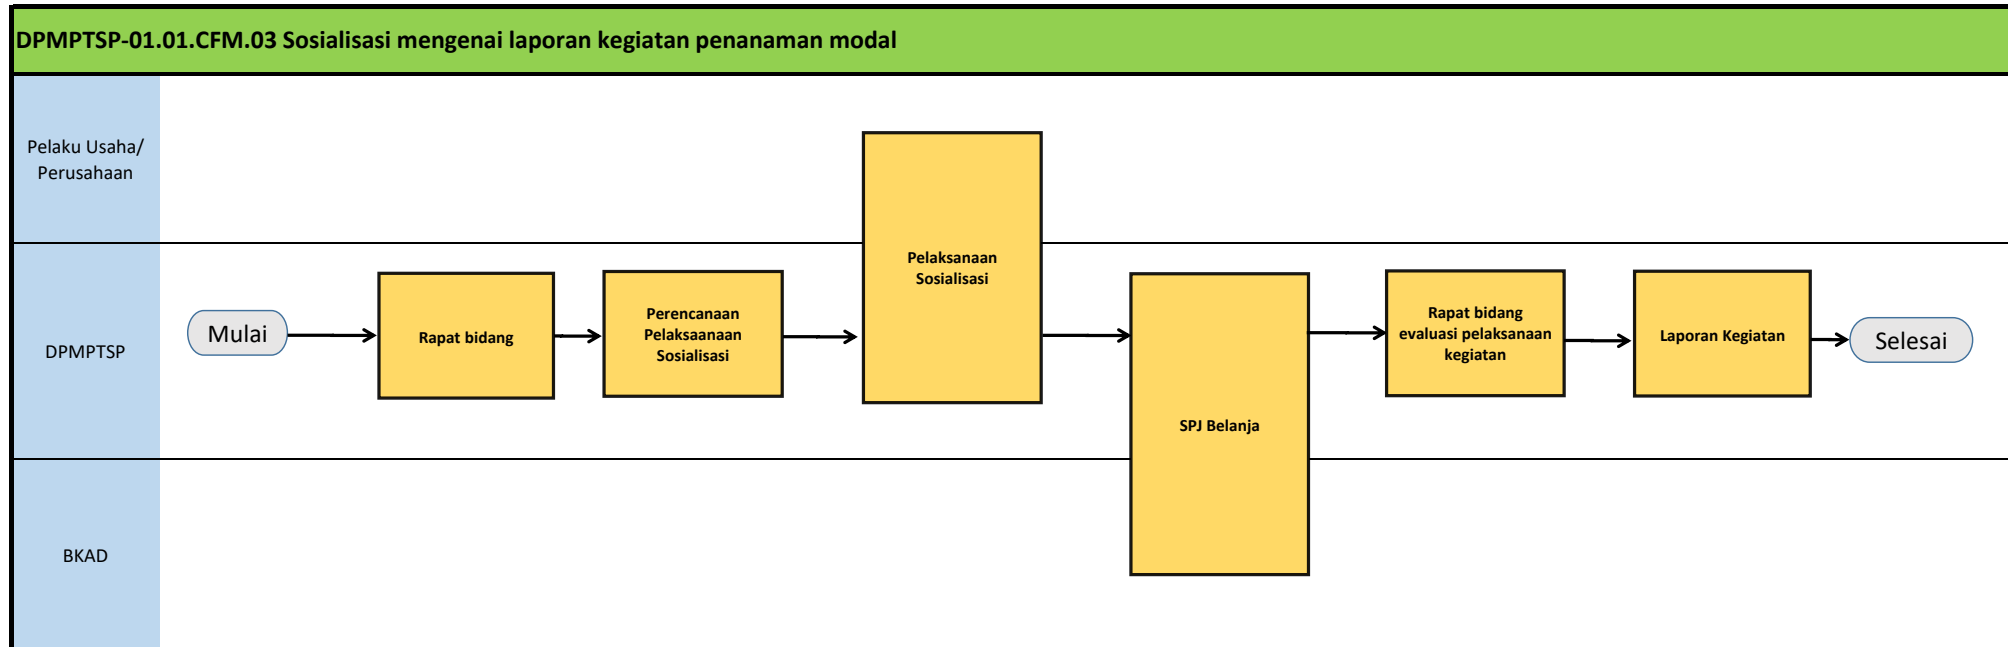 DPMPTSP-01.01.CFM.03 Sosialisasi mengenai laporan kegiatan penanaman modal
Pelaku Usaha/
Perusahaan
Pelaksanaan
Sosialisasi
DPMPTSP
Mulai
Rapat bidang
Perencanaan
Pelaksaanaan
Sosialisasi
SPJ Belanja
Rapat bidang
evaluasi pelaksanaan
kegiatan
Laporan Kegiatan
Selesai
BKAD